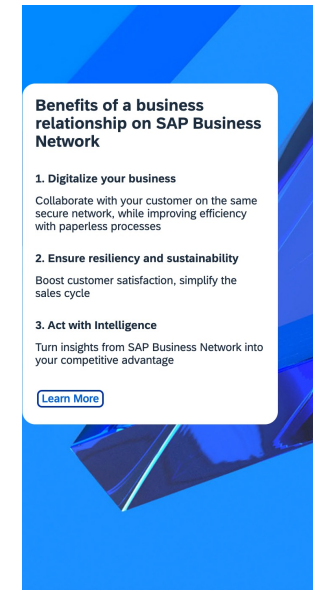 Benefits of a business
relationship on SAP Business
Network
1. Digitalize your business
Collaborate with your customer on the same
secure network, while improving efficiency
with paperless processes
2. Ensure resiliency and sustainability
Boost customer satisfaction, simplify the
sales cycle
3. Act with Intelligence
Turn insights from SAP Business Network into
your competitive advantage
Learn More